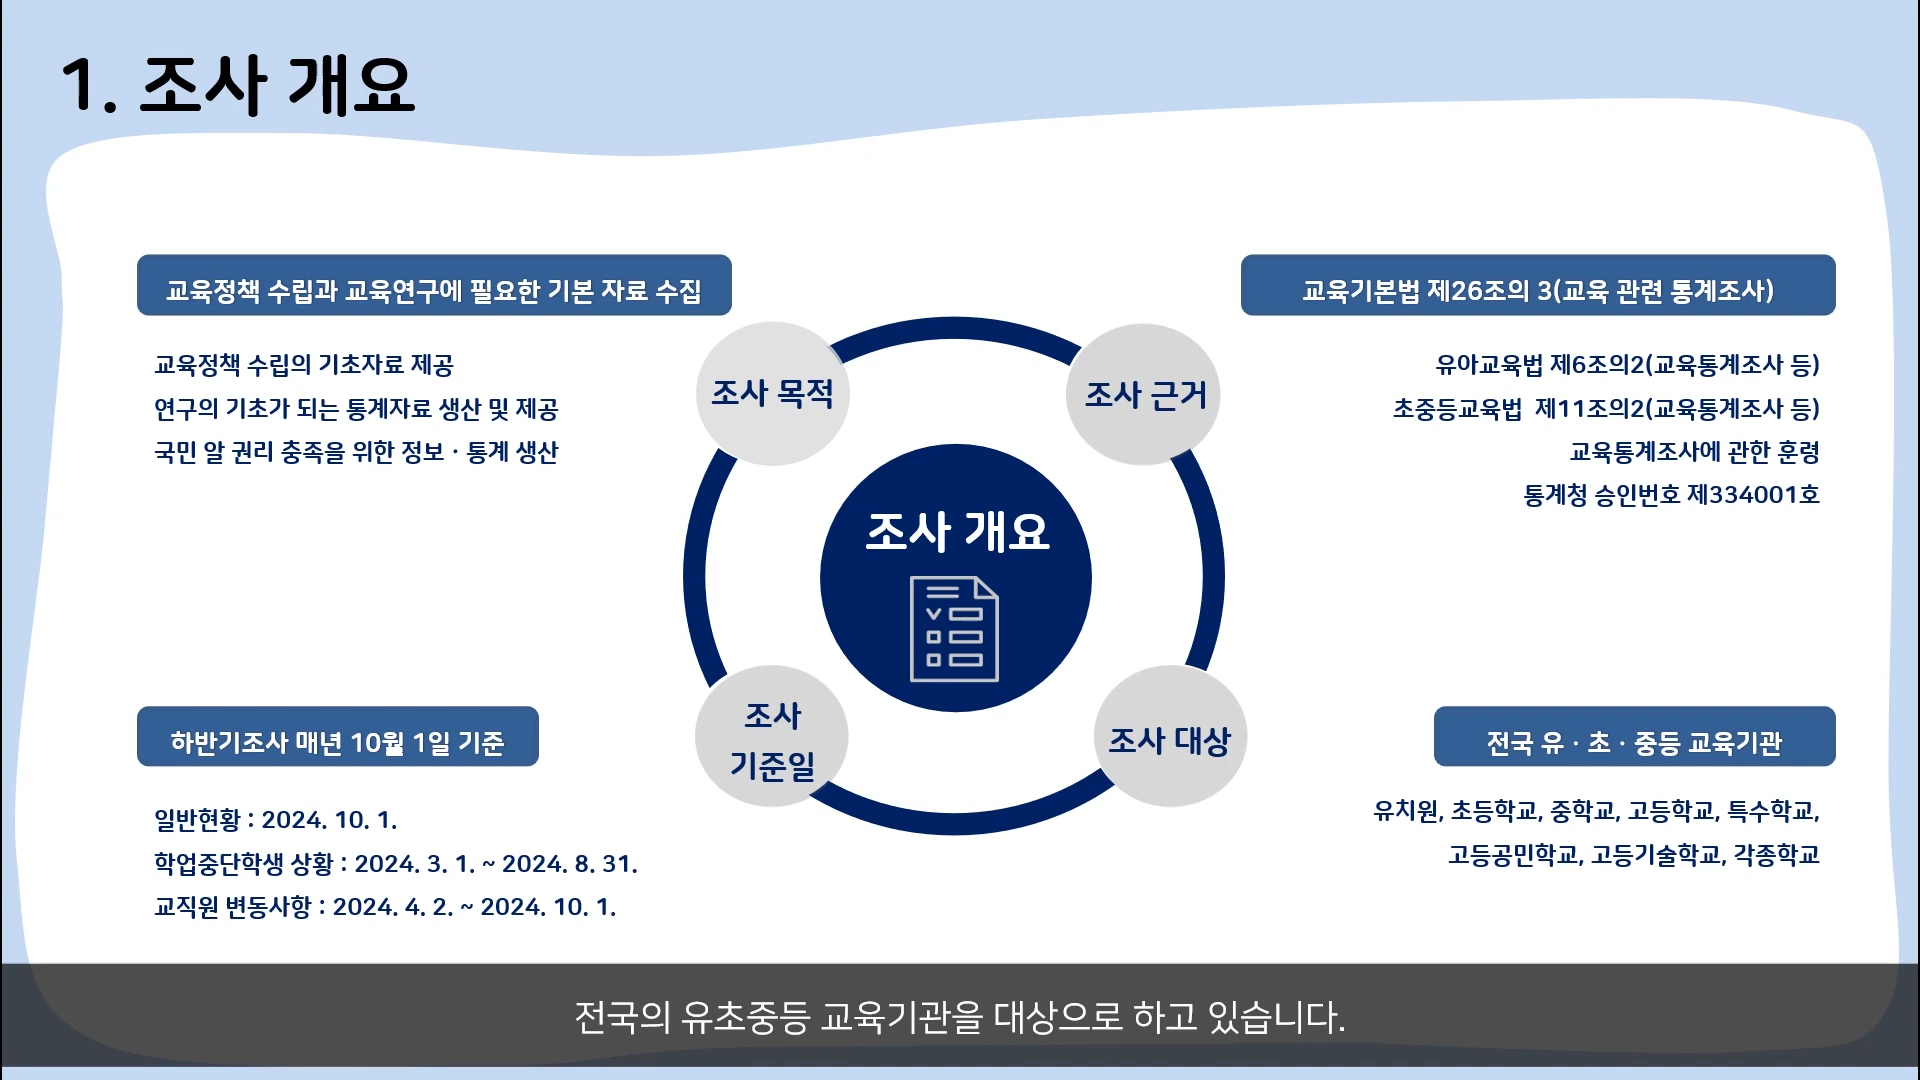 1. 조사 개요
교육정책 수립과 교육연구에 필요한 기본 자료 수집
교육정책 수립의 기초자료 제공
연구의 기초가 되는 통계자료 생산 및 제공
국민 알 권리 충족을 위한 정보 · 통계 생산
조사 목적
조사 근거
교육기본법 제26조의 3(교육 관련 통계조사)
유아교육법 제6조의2(교육통계조사 등)
초중등교육법 제11조의2(교육통계조사 등)
교육통계조사에 관한 훈령
통계청 승인번호 제334001호
조사 개요
하반기조사 매년 10월 1일 기준
일반현황 : 2024. 10. 1.
학업중단학생 상황 : 2024. 3. 1. ~ 2024. 8. 31.
교직원 변동사항 : 2024. 4. 2. ~ 2024. 10. 1.
조사
기준일
조사 대상
전국 유 · 초 · 중등 교육기관
유치원, 초등학교, 중학교, 고등학교, 특수학교,
고등공민학교, 고등기술학교, 각종학교
전국의 유초중등 교육기관을 대상으로 하고 있습니다.